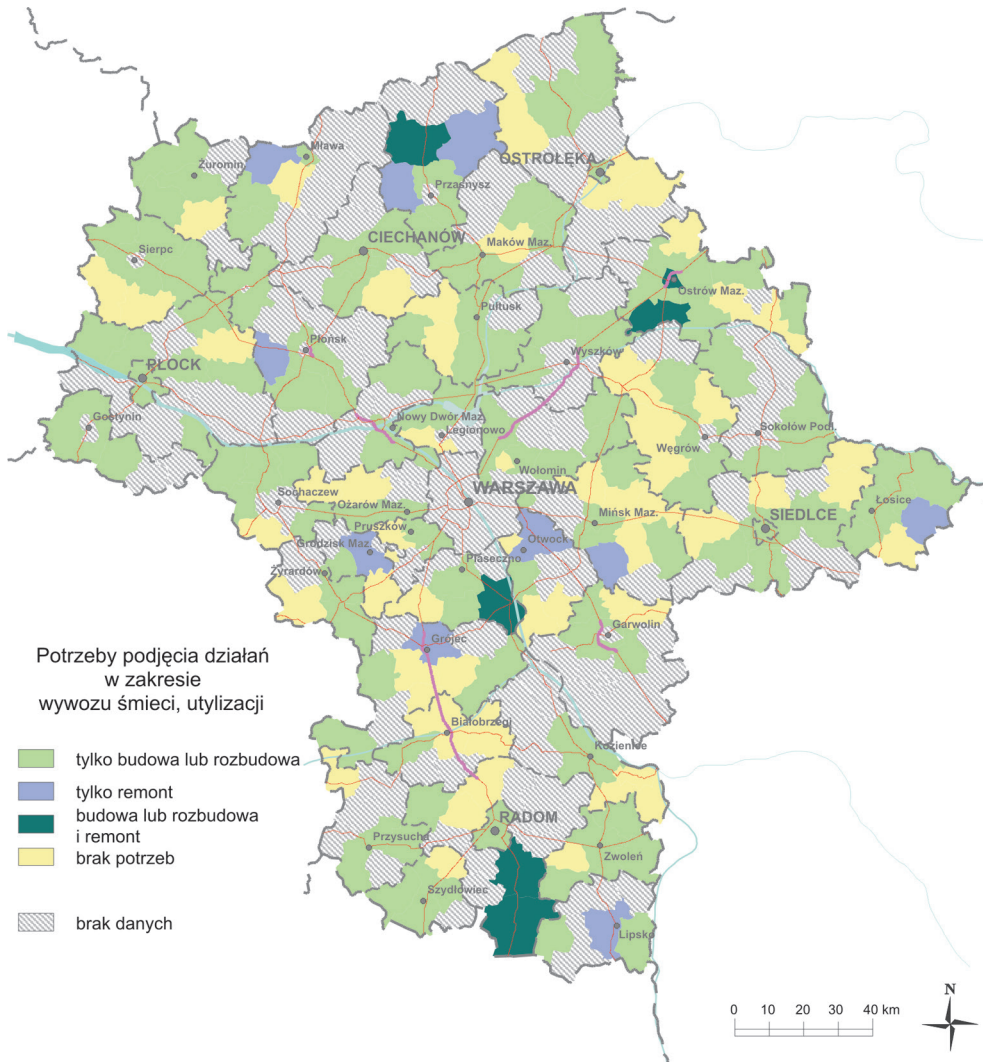 Mława
Żuromin
OSTROŁĘKA
Przasnysz
CIECHANÓW
Maków Maz.
Sierpc
Ostrów Maz.
Pułtusk
Płońsk
Wyszków
PŁOCK
Gostynin
Nowy Dwór Maz.
Legionowo
Sokołów Podl.
Węgrów
Wołomin
WARSZAWA
Sochaczew
Ożarów Maz.
Mińsk Maz.
SIEDLCE
Łosice
Pruszków
Grodzisk Maz.
Otwock
Piaseczno
Żyrardów
Garwolin
Grójec
Potrzeby podjęcia działań
w zakresie
wywozu śmieci, utylizacji
Białobrzegi
Kozienice
tylko budowa lub rozbudowa
tylko remont
budowa lub rozbudowa
i remont
brak potrzeb
brak danych
RADOM
Przysucha
Zwoleń
Szydłowiec
Lipsko
N
0 10 20 30 40 km